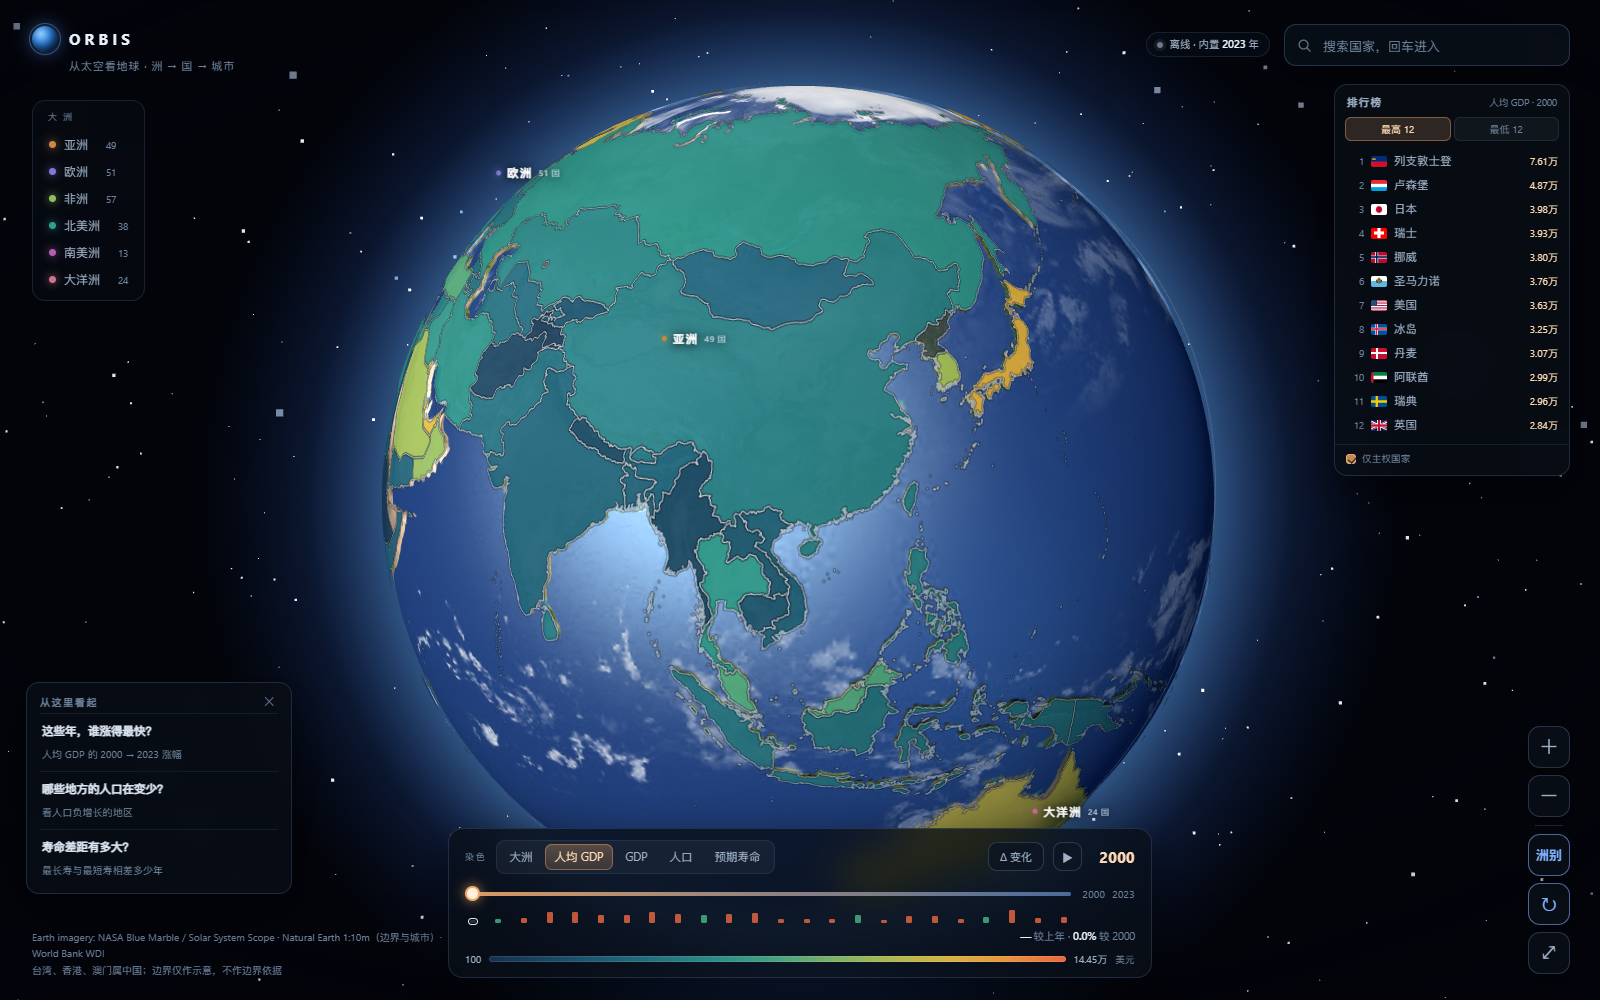 ORBIS
从太空看地球 · 洲 → 国 → 城市
离线 · 内置 2023 年
搜索国家，回车进入
大 洲
亚洲 49
欧洲 51
非洲 57
北美洲 38
南美洲 13
大洋洲 24
排行榜 人均 GDP · 2000
最高 12 最低 12
1 列支敦士登 7.61万
2 卢森堡 4.87万
3 日本 3.98万
4 瑞士 3.93万
5 挪威 3.80万
6 圣马力诺 3.76万
7 美国 3.63万
8 冰岛 3.25万
9 丹麦 3.07万
10 阿联酋 2.99万
11 瑞典 2.96万
12 英国 2.84万
仅主权国家
欧洲 51 国
亚洲 49 国
大洋洲 24 国
从这里看起
这些年，谁涨得最快？
人均 GDP 的 2000 → 2023 涨幅
哪些地方的人口在变少？
看人口负增长的地区
寿命差距有多大？
最长寿与最短寿相差多少年
染色 大洲 人均 GDP GDP 人口 预期寿命 Δ 变化 2000
2000 2023
— 较上年 · 0.0% 较 2000
100 14.45万 美元
洲别
Earth imagery: NASA Blue Marble / Solar System Scope · Natural Earth 1:10m（边界与城市） ·
World Bank WDI
台湾、香港、澳门属中国；边界仅作示意，不作边界依据